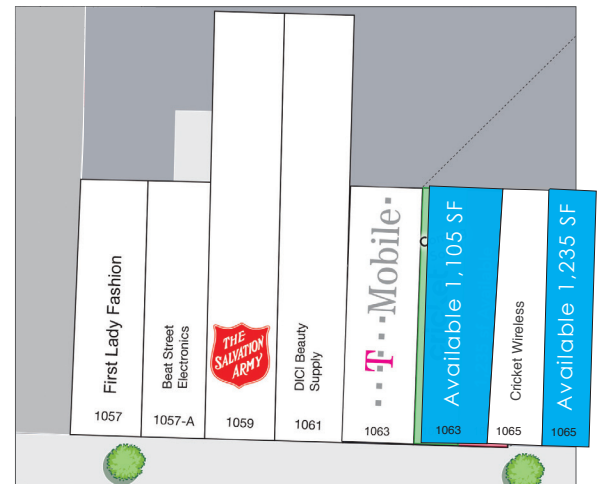 First Lady Fashion
1057
Beat Street
Electronics
1057-A
THE
SALVATION
ARMY
1059
DICI Beauty
Supply
1061
T Mobile
1063
Available 1,105 SF
1063
Cricket Wireless
1065
Available 1,235 SF
1065